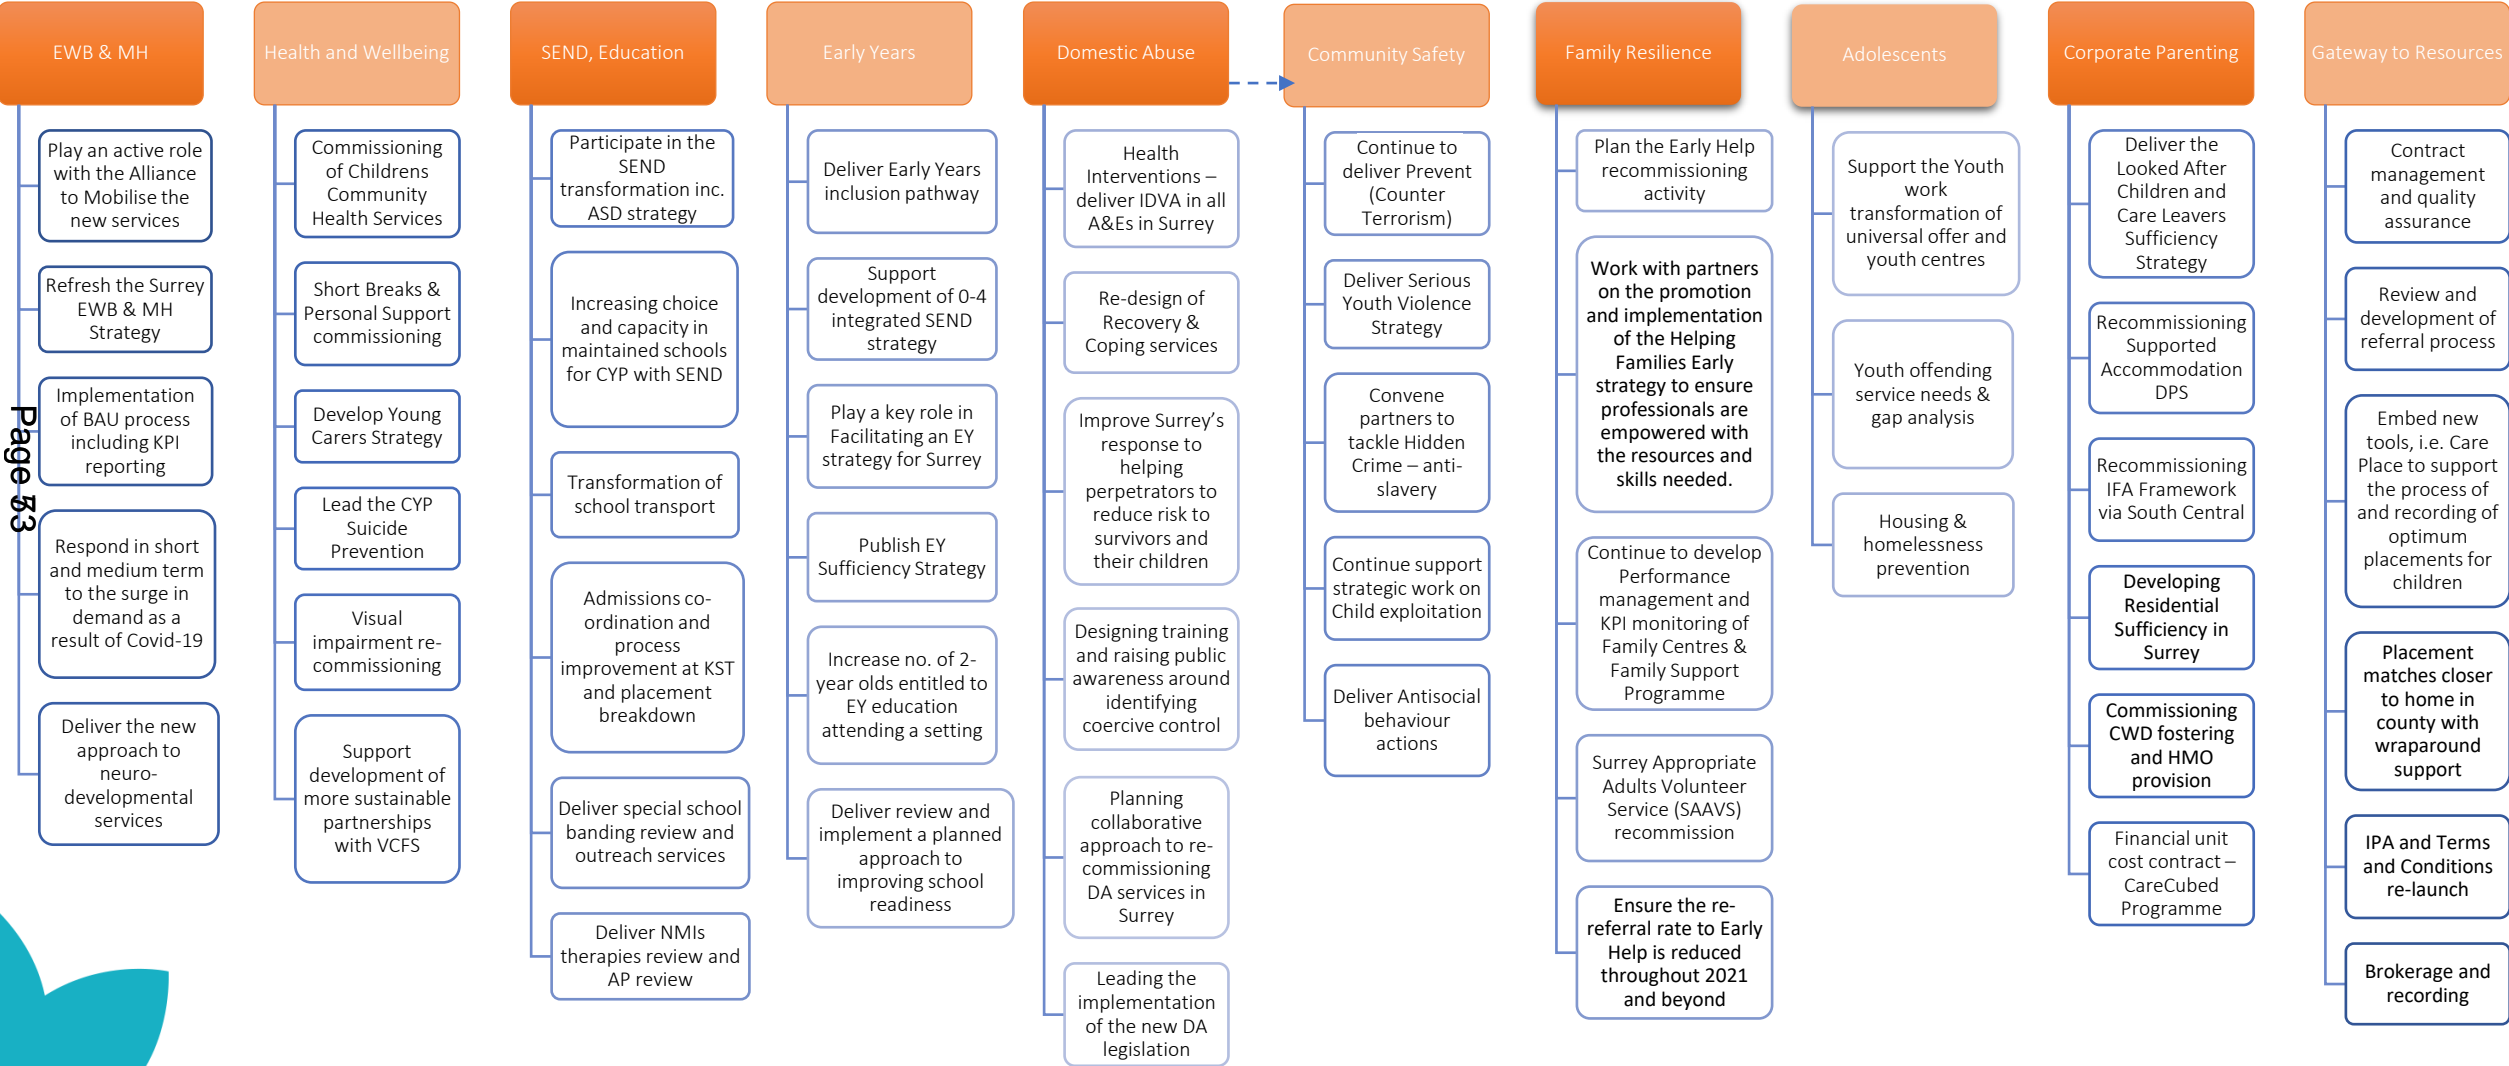 EWB & MH
Play an active role
with the Alliance
to Mobilise the
new services
Refresh the Surrey
EWB & MH
Strategy
Implementation
of BAU process
including KPI
reporting
Respond in short
and medium term
to the surge in
demand as a
result of Covid-19
Deliver the new
approach to
neuro-
developmental
services
Health and Wellbeing
Commissioning
of Childrens
Community
Health Services
Short Breaks &
Personal Support
commissioning
Develop Young
Carers Strategy
Lead the CYP
Suicide
Prevention
Visual
impairment re-
commissioning
Support
development of
more sustainable
partnerships
with VCFS
SEND, Education
Participate in the
SEND
transformation inc.
ASD strategy
Increasing choice
and capacity in
maintained schools
for CYP with SEND
Transformation of
school transport
Admissions co-
ordination and
process
improvement at KST
and placement
breakdown
Deliver special school
banding review and
outreach services
Deliver NMIs
therapies review and
AP review
Early Years
Deliver Early Years
inclusion pathway
Support
development of 0-4
integrated SEND
strategy
Play a key role in
Facilitating an EY
strategy for Surrey
Publish EY
Sufficiency Strategy
Increase no. of 2-
year olds entitled to
EY education
attending a setting
Deliver review and
implement a planned
approach to
improving school
readiness
Domestic Abuse
Health
Interventions –
deliver IDVA in all
A&Es in Surrey
Re-design of
Recovery &
Coping services
Improve Surrey's
response to
helping
perpetrators to
reduce risk to
survivors and
their children
Designing training
and raising public
awareness around
identifying
coercive control
Planning
collaborative
approach to re-
commissioning
DA services in
Surrey
Leading the
implementation
of the new DA
legislation
Community Safety
Continue to
deliver Prevent
(Counter
Terrorism)
Deliver Serious
Youth Violence
Strategy
Convene
partners to
tackle Hidden
Crime – anti-
slavery
Continue support
strategic work on
Child exploitation
Deliver Antisocial
behaviour
actions
Family Resilience
Plan the Early Help
recommissioning
activity
Work with partners
on the promotion
and implementation
of the Helping
Families Early
strategy to ensure
professionals are
empowered with
the resources and
skills needed.
Continue to develop
Performance
management and
KPI monitoring of
Family Centres &
Family Support
Programme
Surrey Appropriate
Adults Volunteer
Service (SAAVS)
recommission
Ensure the re-
referral rate to Early
Help is reduced
throughout 2021
and beyond
Adolescents
Support the Youth
work
transformation of
universal offer and
youth centres
Youth offending
service needs &
gap analysis
Housing &
homelessness
prevention
Corporate Parenting
Deliver the
Looked After
Children and
Care Leavers
Sufficiency
Strategy
Recommissioning
Supported
Accommodation
DPS
Recommissioning
IFA Framework
via South Central
Developing
Residential
Sufficiency in
Surrey
Commissioning
CWD fostering
and HMO
provision
Financial unit
cost contract –
CareCubed
Programme
Gateway to Resources
Contract
management
and quality
assurance
Review and
development of
referral process
Embed new
tools, i.e. Care
Place to support
the process of
and recording of
optimum
placements for
children
Placement
matches closer
to home in
county with
wraparound
support
IPA and Terms
and Conditions
re-launch
Brokerage and
recording
Page